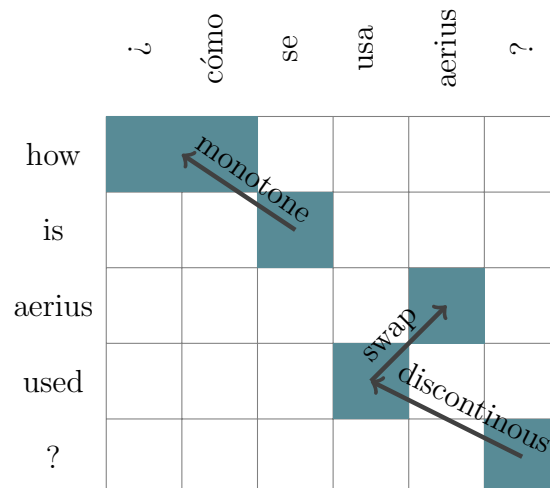 ¿ cómo se usa aerius ?
how
monotone
is
aerius
swap
used
discontinous
?